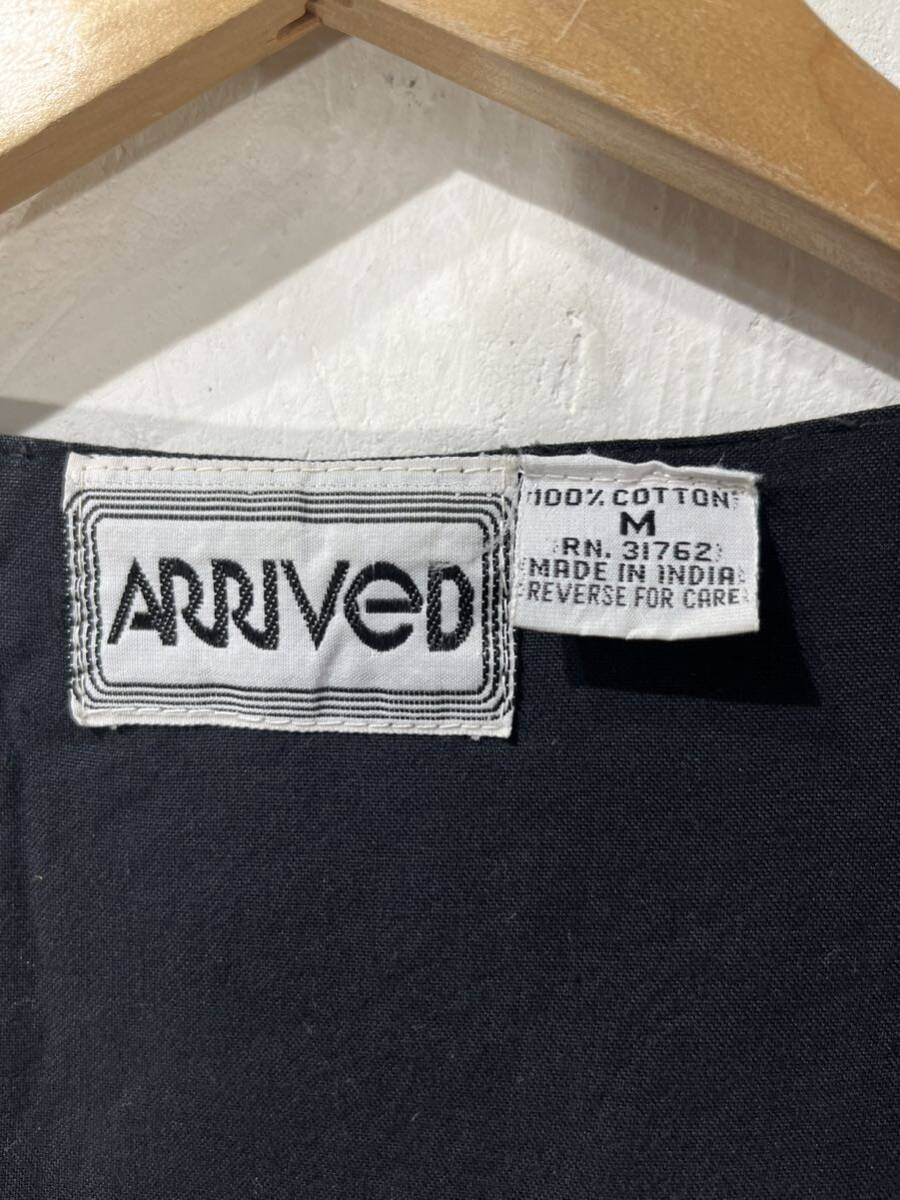 ARRIVeD
100% COTTON
M
RN. 31762
MADE IN INDIA
REVERSE FOR CARE